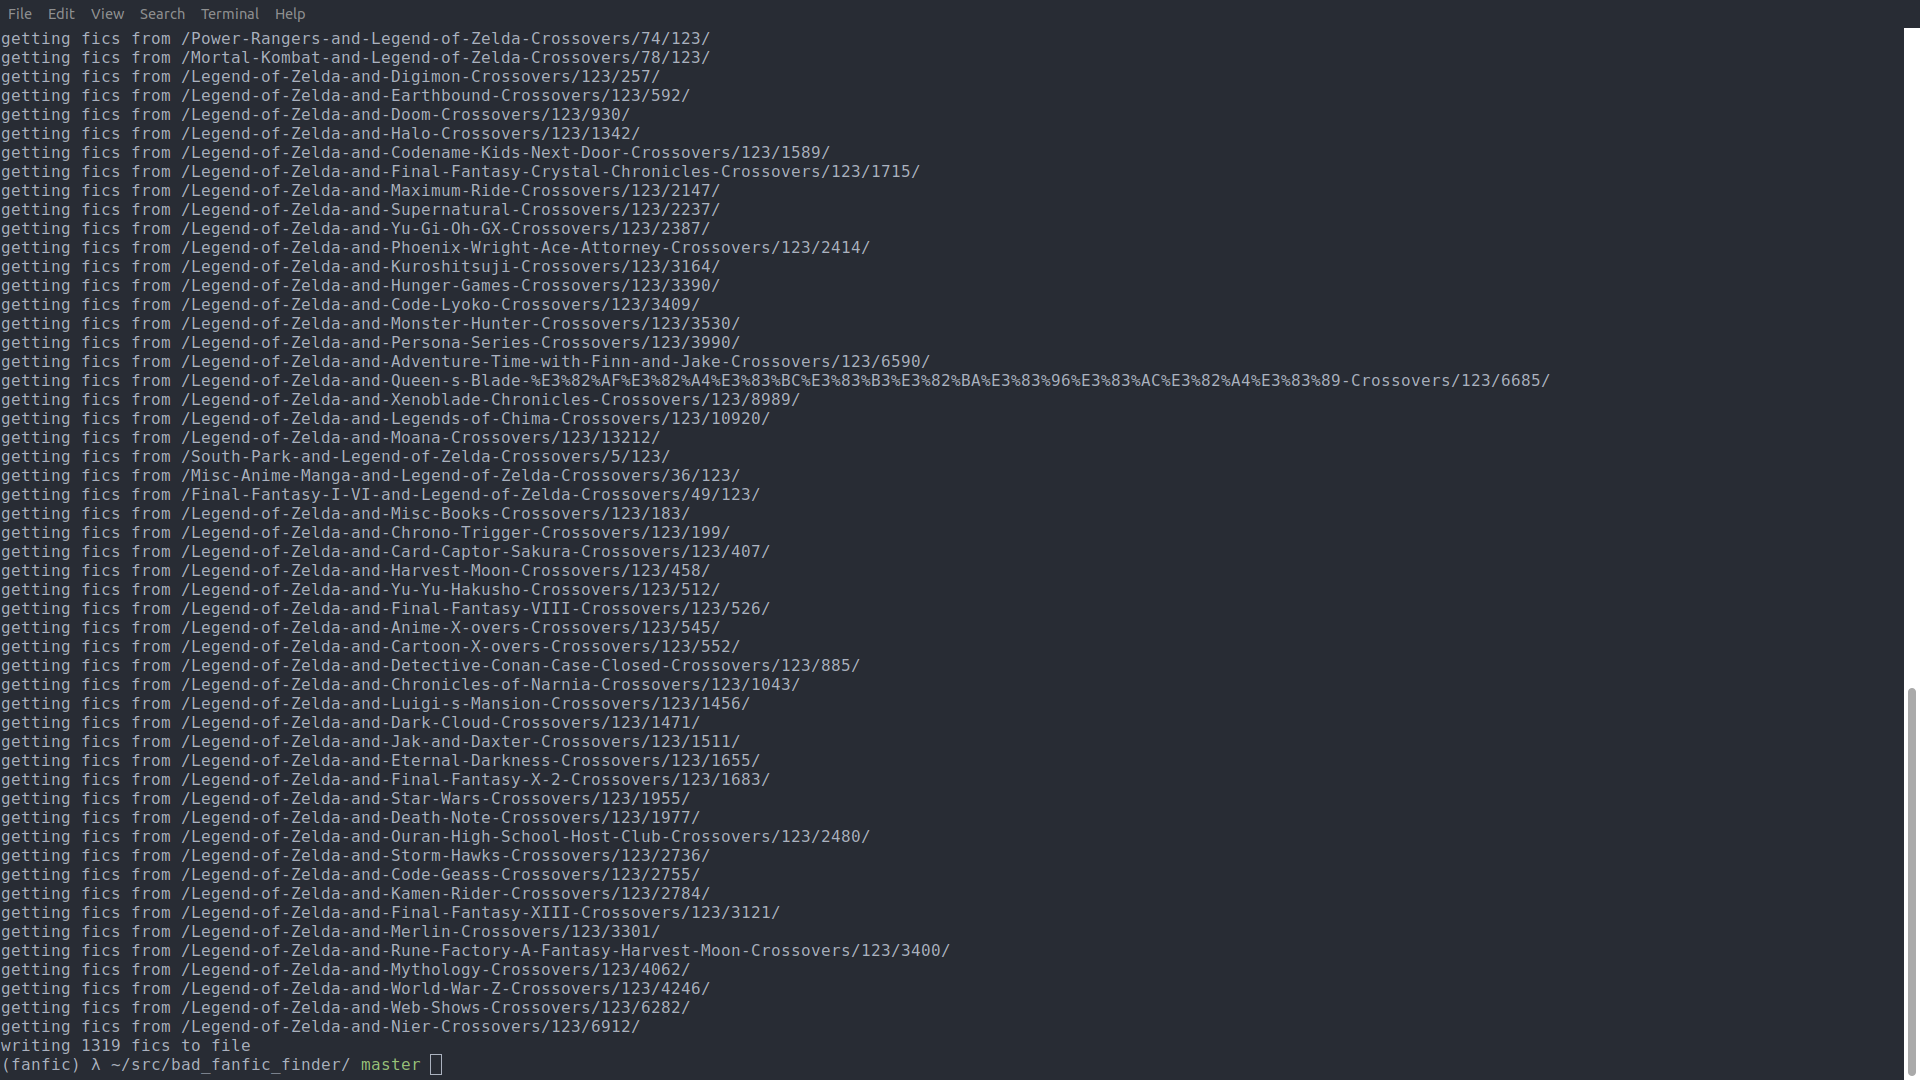 File Edit View Search Terminal Help
getting fics from /Power-Rangers-and-Legend-of-Zelda-Crossovers/74/123/
getting fics from /Mortal-Kombat-and-Legend-of-Zelda-Crossovers/78/123/
getting fics from /Legend-of-Zelda-and-Digimon-Crossovers/123/257/
getting fics from /Legend-of-Zelda-and-Earthbound-Crossovers/123/592/
getting fics from /Legend-of-Zelda-and-Doom-Crossovers/123/930/
getting fics from /Legend-of-Zelda-and-Halo-Crossovers/123/1342/
getting fics from /Legend-of-Zelda-and-Codename-Kids-Next-Door-Crossovers/123/1589/
getting fics from /Legend-of-Zelda-and-Final-Fantasy-Crystal-Chronicles-Crossovers/123/1715/
getting fics from /Legend-of-Zelda-and-Maximum-Ride-Crossovers/123/2147/
getting fics from /Legend-of-Zelda-and-Supernatural-Crossovers/123/2237/
getting fics from /Legend-of-Zelda-and-Yu-Gi-Oh-GX-Crossovers/123/2387/
getting fics from /Legend-of-Zelda-and-Phoenix-Wright-Ace-Attorney-Crossovers/123/2414/
getting fics from /Legend-of-Zelda-and-Kuroshitsuji-Crossovers/123/3164/
getting fics from /Legend-of-Zelda-and-Hunger-Games-Crossovers/123/3390/
getting fics from /Legend-of-Zelda-and-Code-Lyoko-Crossovers/123/3409/
getting fics from /Legend-of-Zelda-and-Monster-Hunter-Crossovers/123/3530/
getting fics from /Legend-of-Zelda-and-Persona-Series-Crossovers/123/3990/
getting fics from /Legend-of-Zelda-and-Adventure-Time-with-Finn-and-Jake-Crossovers/123/6590/
getting fics from /Legend-of-Zelda-and-Queen-s-Blade-%E3%82%AF%E3%82%A4%E3%83%BC%E3%83%B3%E3%82%BA%E3%83%96%E3%83%AC%E3%82%A4%E3%83%89-Crossovers/123/6685/
getting fics from /Legend-of-Zelda-and-Xenoblade-Chronicles-Crossovers/123/8989/
getting fics from /Legend-of-Zelda-and-Legends-of-Chima-Crossovers/123/10920/
getting fics from /Legend-of-Zelda-and-Moana-Crossovers/123/13212/
getting fics from /South-Park-and-Legend-of-Zelda-Crossovers/5/123/
getting fics from /Misc-Anime-Manga-and-Legend-of-Zelda-Crossovers/36/123/
getting fics from /Final-Fantasy-I-VI-and-Legend-of-Zelda-Crossovers/49/123/
getting fics from /Legend-of-Zelda-and-Misc-Books-Crossovers/123/183/
getting fics from /Legend-of-Zelda-and-Chrono-Trigger-Crossovers/123/199/
getting fics from /Legend-of-Zelda-and-Card-Captor-Sakura-Crossovers/123/407/
getting fics from /Legend-of-Zelda-and-Harvest-Moon-Crossovers/123/458/
getting fics from /Legend-of-Zelda-and-Yu-Yu-Hakusho-Crossovers/123/512/
getting fics from /Legend-of-Zelda-and-Final-Fantasy-VIII-Crossovers/123/526/
getting fics from /Legend-of-Zelda-and-Anime-X-overs-Crossovers/123/545/
getting fics from /Legend-of-Zelda-and-Cartoon-X-overs-Crossovers/123/552/
getting fics from /Legend-of-Zelda-and-Detective-Conan-Case-Closed-Crossovers/123/885/
getting fics from /Legend-of-Zelda-and-Chronicles-of-Narnia-Crossovers/123/1043/
getting fics from /Legend-of-Zelda-and-Luigi-s-Mansion-Crossovers/123/1456/
getting fics from /Legend-of-Zelda-and-Dark-Cloud-Crossovers/123/1471/
getting fics from /Legend-of-Zelda-and-Jak-and-Daxter-Crossovers/123/1511/
getting fics from /Legend-of-Zelda-and-Eternal-Darkness-Crossovers/123/1655/
getting fics from /Legend-of-Zelda-and-Final-Fantasy-X-2-Crossovers/123/1683/
getting fics from /Legend-of-Zelda-and-Star-Wars-Crossovers/123/1955/
getting fics from /Legend-of-Zelda-and-Death-Note-Crossovers/123/1977/
getting fics from /Legend-of-Zelda-and-Ouran-High-School-Host-Club-Crossovers/123/2480/
getting fics from /Legend-of-Zelda-and-Storm-Hawks-Crossovers/123/2736/
getting fics from /Legend-of-Zelda-and-Code-Geass-Crossovers/123/2755/
getting fics from /Legend-of-Zelda-and-Kamen-Rider-Crossovers/123/2784/
getting fics from /Legend-of-Zelda-and-Final-Fantasy-XIII-Crossovers/123/3121/
getting fics from /Legend-of-Zelda-and-Merlin-Crossovers/123/3301/
getting fics from /Legend-of-Zelda-and-Rune-Factory-A-Fantasy-Harvest-Moon-Crossovers/123/3400/
getting fics from /Legend-of-Zelda-and-Mythology-Crossovers/123/4062/
getting fics from /Legend-of-Zelda-and-World-War-Z-Crossovers/123/4246/
getting fics from /Legend-of-Zelda-and-Web-Shows-Crossovers/123/6282/
getting fics from /Legend-of-Zelda-and-Nier-Crossovers/123/6912/
writing 1319 fics to file
(fanfic) λ ~/src/bad_fanfic_finder/ master